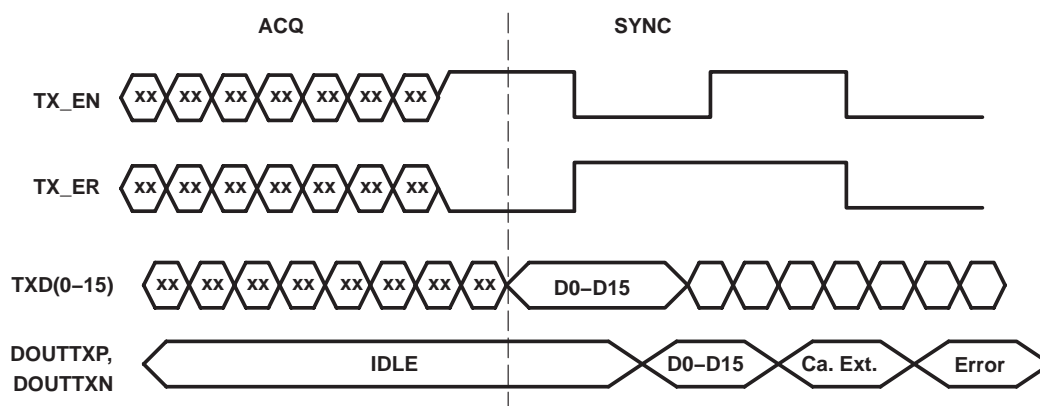 ACQ SYNC
TX_EN xx xx xx xx xx xx xx
TX_ER xx xx xx xx xx xx xx
TXD(0–15) xx xx xx xx xx xx xx xx D0–D15
DOUTTXP,
DOUTTXN IDLE D0–D15 Ca. Ext. Error